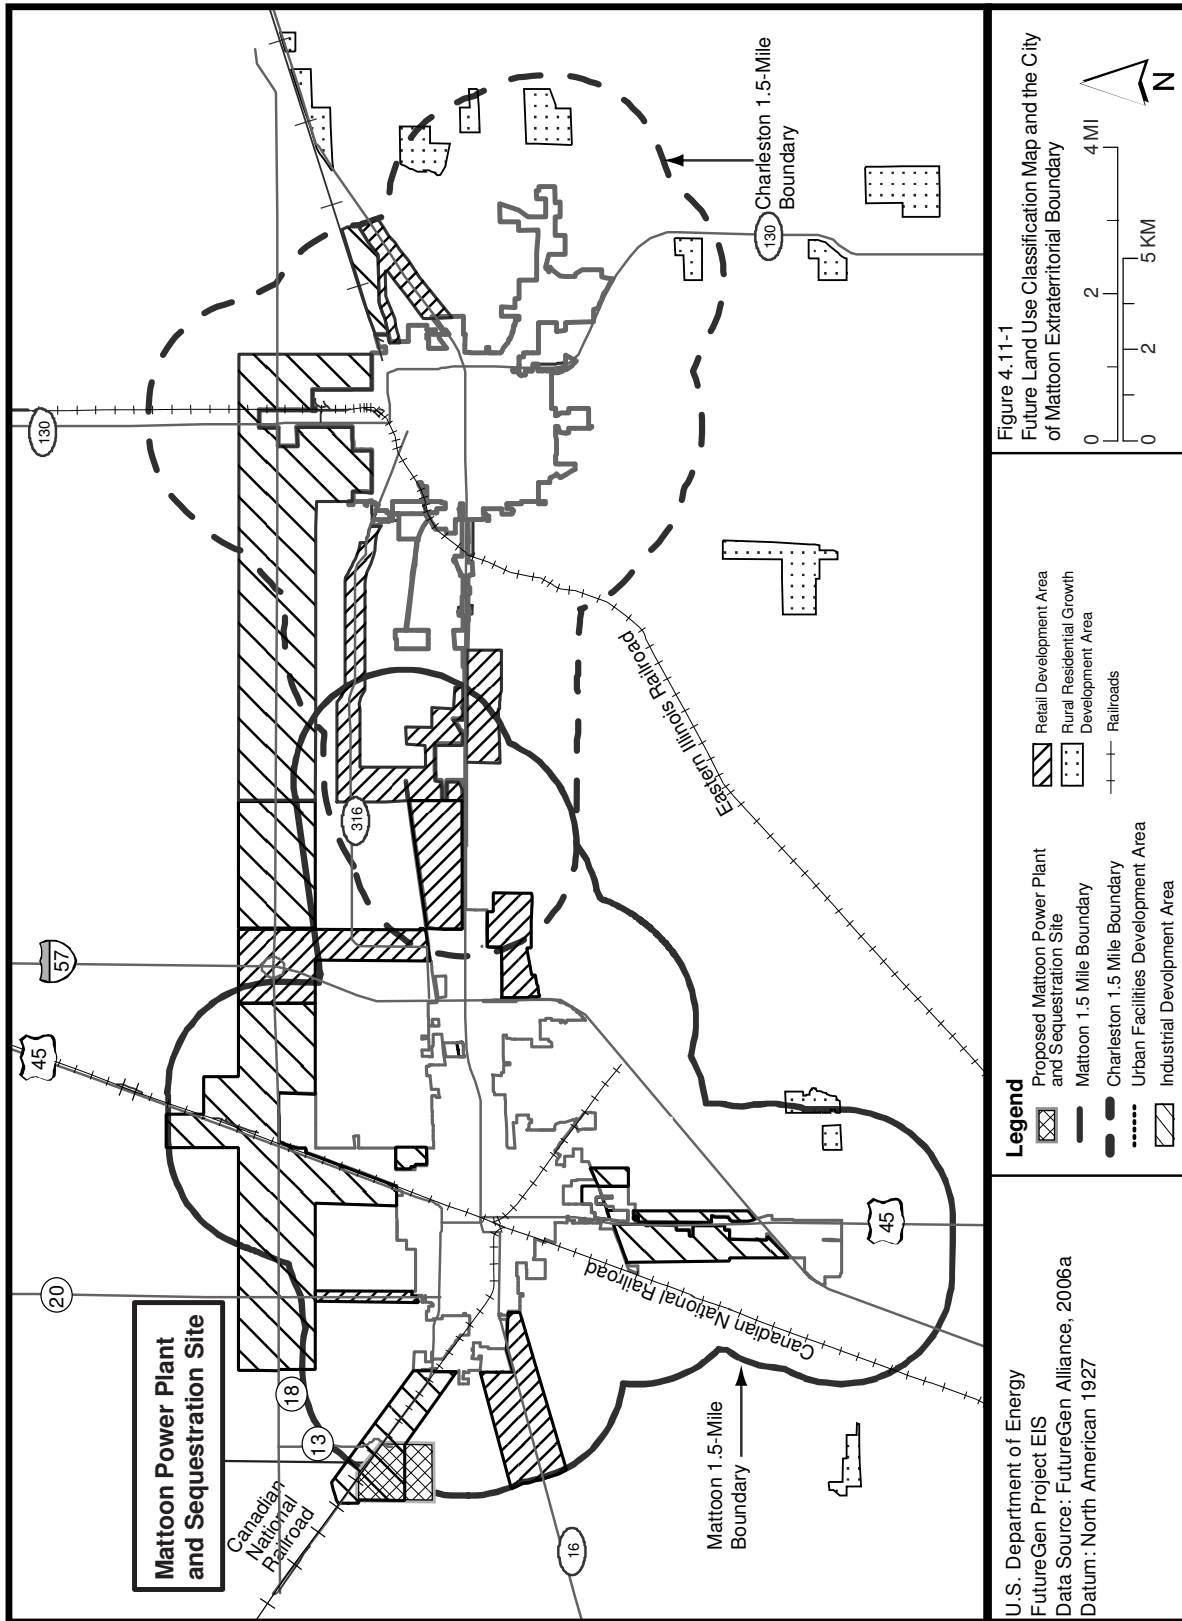 130
57
45
20
18
13
316
16
45
130
Mattoon Power Plant
and Sequestration Site
Canadian
National
Railroad
Canadian National Railroad
Eastern Illinois Railroad
Charleston 1.5-Mile
Boundary
Mattoon 1.5-Mile
Boundary
U.S. Department of Energy
FutureGen Project EIS
Data Source: FutureGen Alliance, 2006a
Datum: North American 1927
Legend
Proposed Mattoon Power Plant
and Sequestration Site
Mattoon 1.5 Mile Boundary
Charleston 1.5 Mile Boundary
Urban Facilities Development Area
Industrial Devolpment Area
Retail Development Area
Rural Residential Growth
Development Area
Railroads
Figure 4.11-1
Future Land Use Classification Map and the City
of Mattoon Extraterritorial Boundary
0 2 4 MI
0 2 5 KM
N